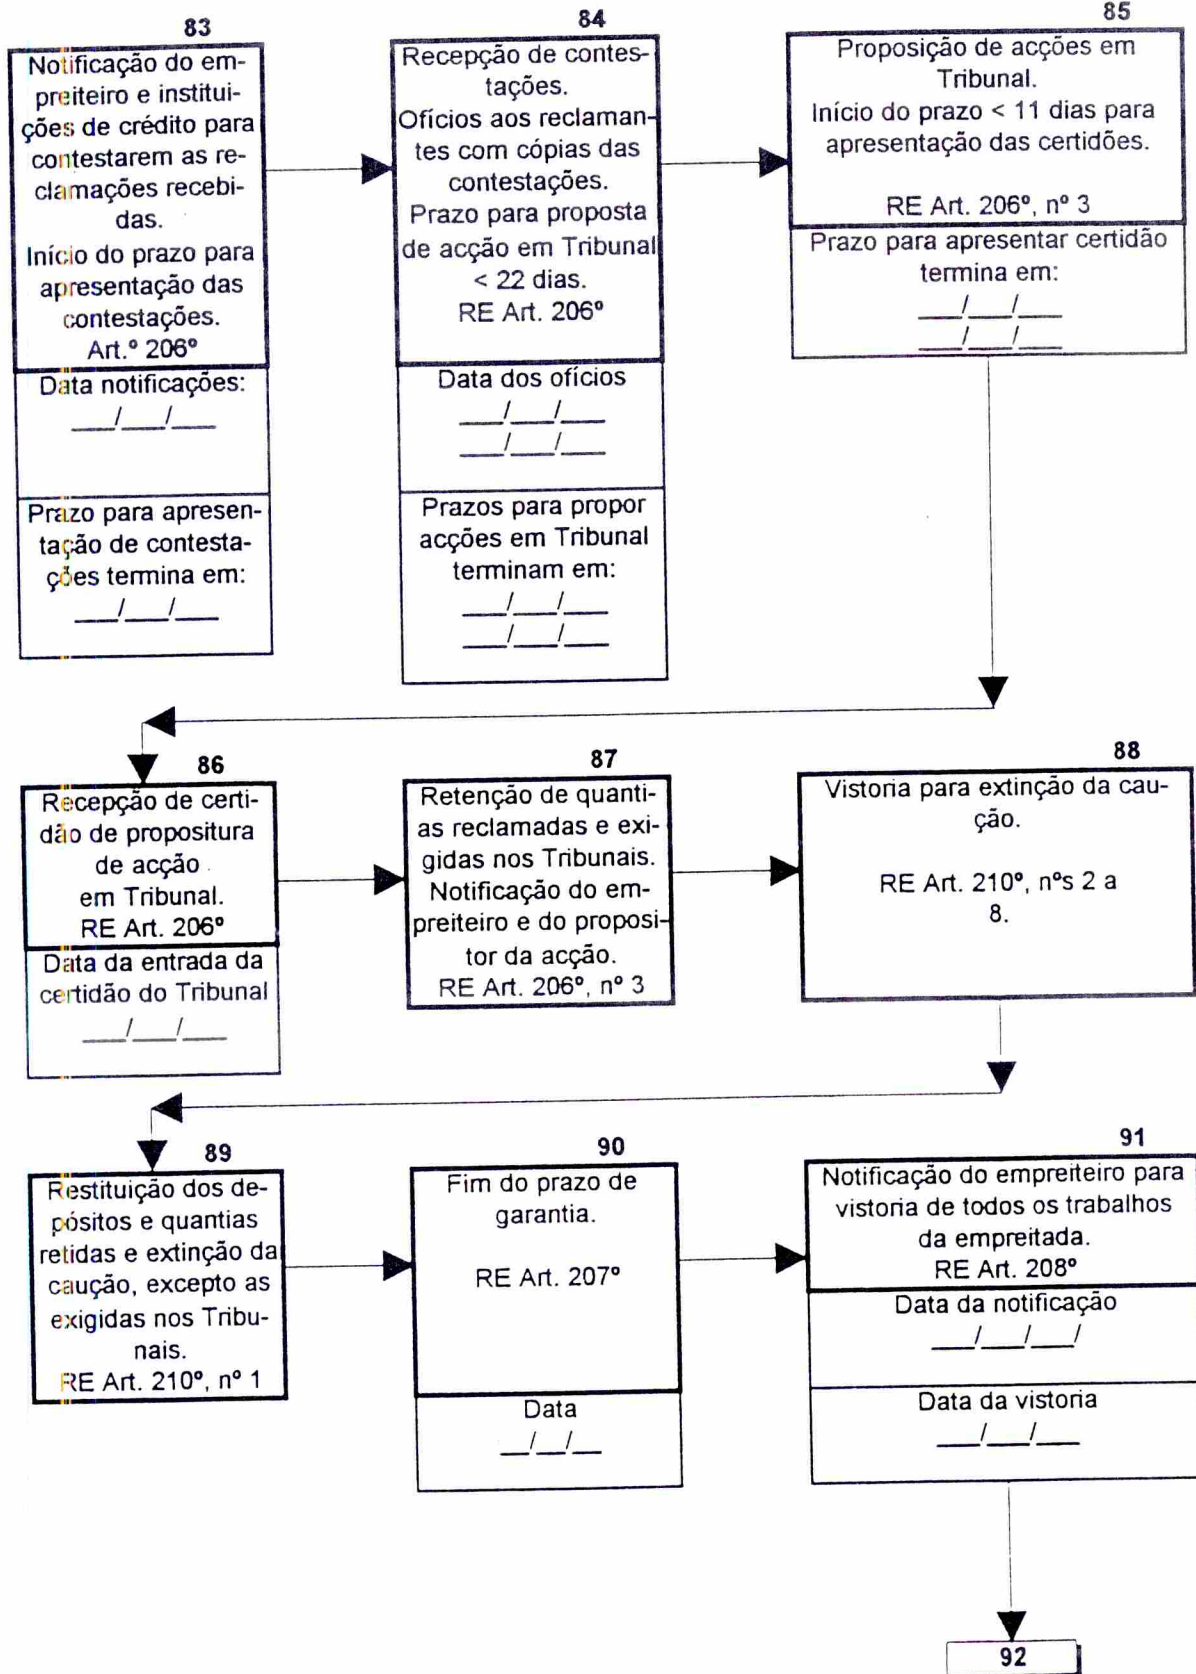 83
Notificação do em-
preiteiro e institui-
ções de crédito para
contestarem as re-
clamações recebi-
das.
Início do prazo para
apresentação das
contestações.
Art.º 206º
Data notificações:
___/___/___
Prazo para apresen-
tação de contesta-
ções termina em:
___/___/___
84
Recepção de contes-
tações.
Ofícios aos reclaman-
tes com cópias das
contestações.
Prazo para proposta
de acção em Tribunal
< 22 dias.
RE Art. 206º
Data dos ofícios
___/___/___
___/___/___
Prazos para propor
acções em Tribunal
terminam em:
___/___/___
___/___/___
85
Proposição de acções em
Tribunal.
Início do prazo < 11 dias para
apresentação das certidões.
RE Art. 206º, nº 3
Prazo para apresentar certidão
termina em:
___/___/___
___/___/___
86
Recepção de certi-
dão de propositura
de acção
em Tribunal.
RE Art. 206º
Data da entrada da
certidão do Tribunal
___/___/___
87
Retenção de quanti-
as reclamadas e exi-
gidas nos Tribunais.
Notificação do em-
preiteiro e do proposi-
tor da acção.
RE Art. 206º, nº 3
88
Vistoria para extinção da cau-
ção.
RE Art. 210º, nºs 2 a
8.
89
Restituição dos de-
pósitos e quantias
retidas e extinção da
caução, excepto as
exigidas nos Tribu-
nais.
RE Art. 210º, nº 1
90
Fim do prazo de
garantia.
RE Art. 207º
Data
__/__/__
91
Notificação do empreiteiro para
vistoria de todos os trabalhos
da empreitada.
RE Art. 208º
Data da notificação
___/___/___/
Data da vistoria
___/___/___
92